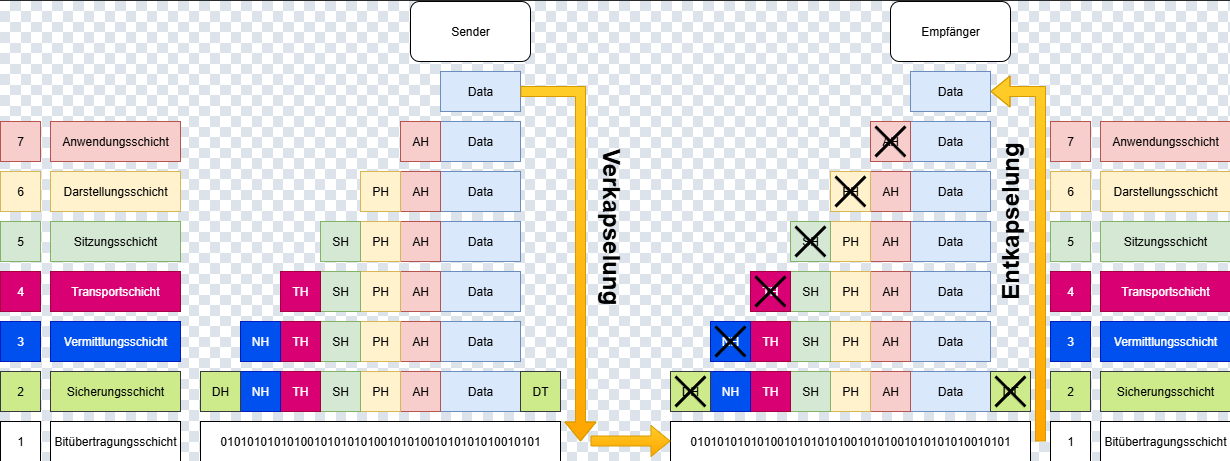 Sender Empfänger
Data Data
7 Anwendungsschicht AH Data AH Data 7 Anwendungsschicht
6 Darstellungsschicht PH AH Data PH AH Data 6 Darstellungsschicht
5 Sitzungsschicht SH PH AH Data SH PH AH Data 5 Sitzungsschicht
4 Transportschicht TH SH PH AH Data TH SH PH AH Data 4 Transportschicht
3 Vermittlungsschicht NH TH SH PH AH Data NH TH SH PH AH Data 3 Vermittlungsschicht
2 Sicherungsschicht DH NH TH SH PH AH Data DT DH NH TH SH PH AH Data DT 2 Sicherungsschicht
1 Bitübertragungsschicht 1 Bitübertragungsschicht
Verkapselung
Entkapselung